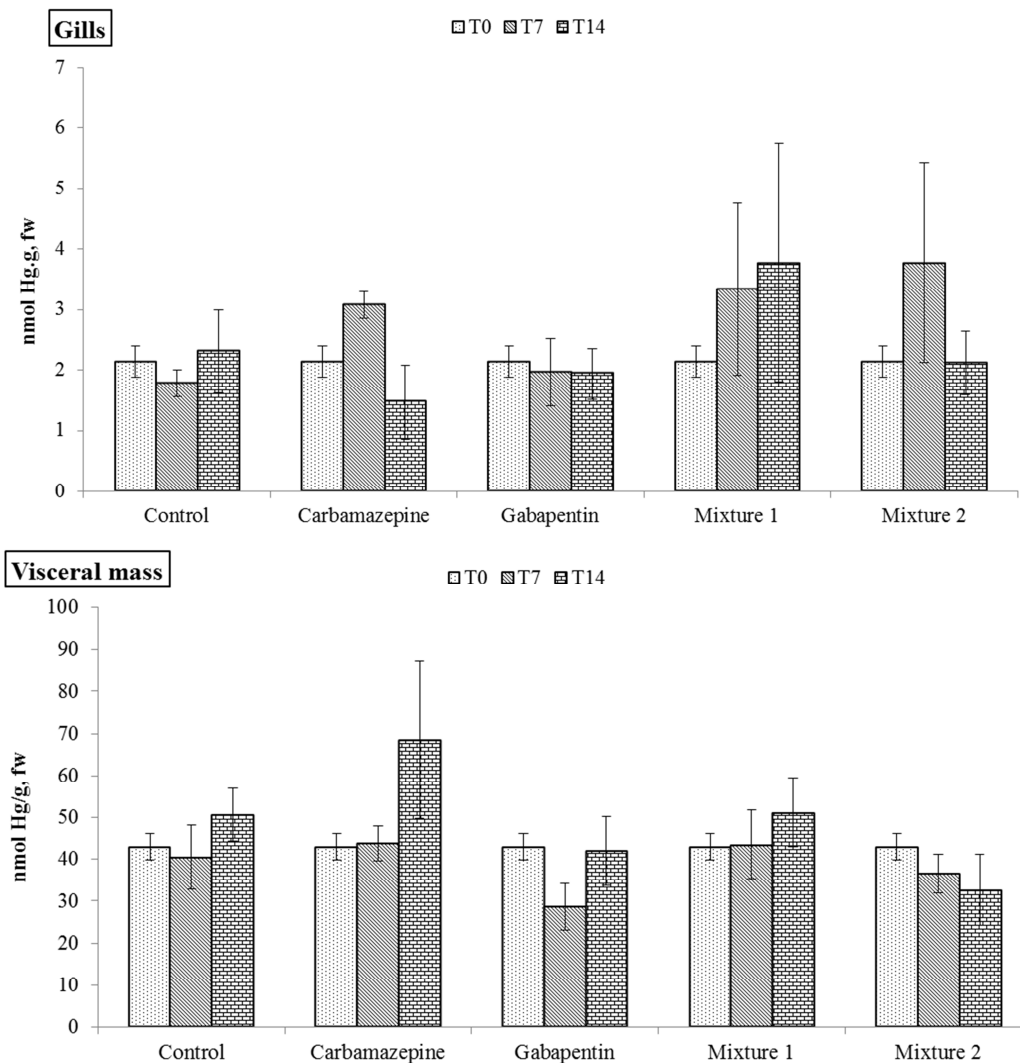 Gills
T0 T7 T14
7
6
5
4
3
2
1
0
nmol Hg.g, fw
Control Carbamazepine Gabapentin Mixture 1 Mixture 2
Visceral mass
T0 T7 T14
100
90
80
70
60
50
40
30
20
10
0
nmol Hg/g, fw
Control Carbamazepine Gabapentin Mixture 1 Mixture 2